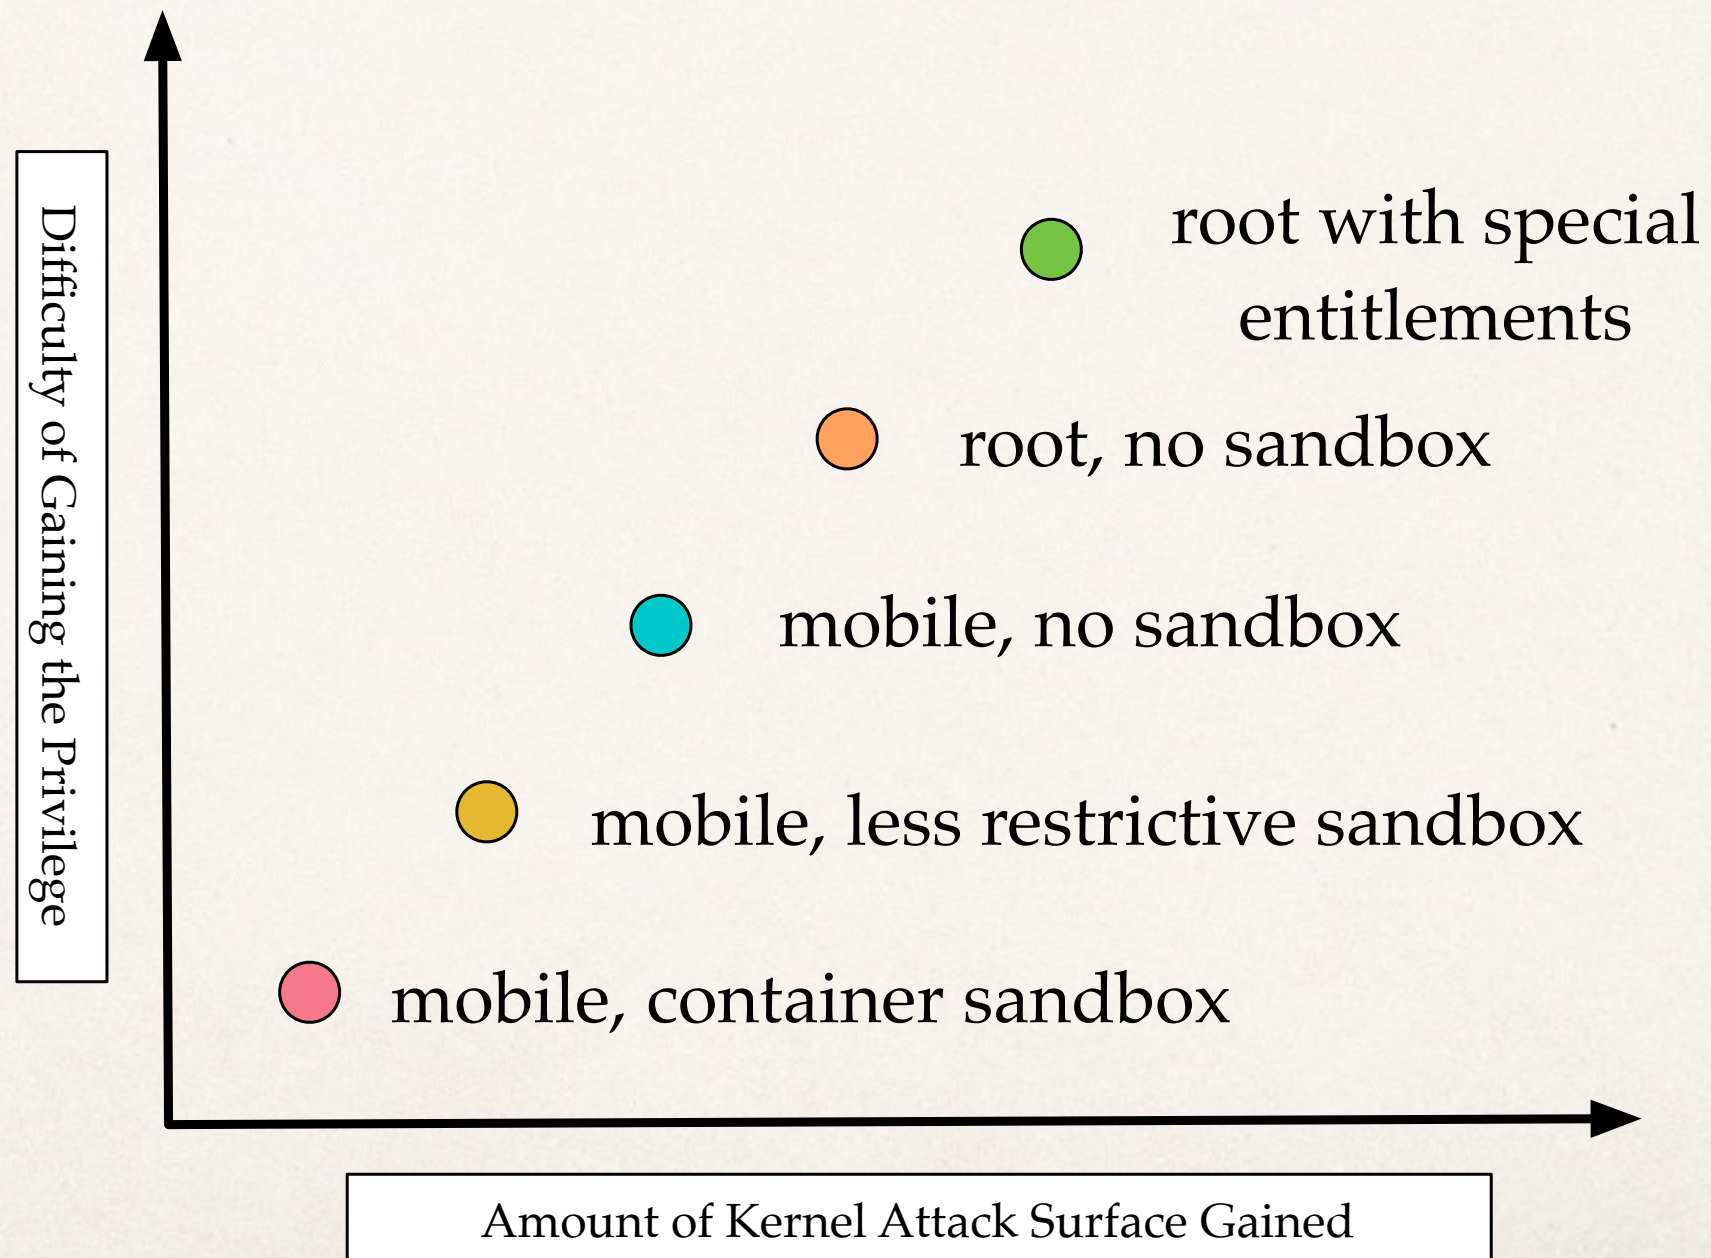 Difficulty of Gaining the Privilege
root with special
entitlements
root, no sandbox
mobile, no sandbox
mobile, less restrictive sandbox
mobile, container sandbox
Amount of Kernel Attack Surface Gained